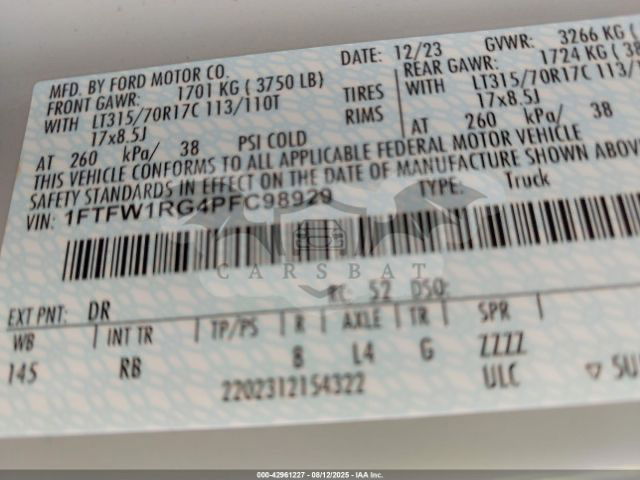 MFD. BY FORD MOTOR CO. DATE: 12/23 GVWR: 3266 KG (
FRONT GAWR: 1701 KG ( 3750 LB) REAR GAWR: 1724 KG ( 38
WITH LT315/70R17C 113/110T TIRES WITH LT315/70R17C 113/
17x8.5J RIMS 17x8.5J
AT 260 kPa/ 38 PSI COLD AT 260 kPa/ 38
THIS VEHICLE CONFORMS TO ALL APPLICABLE FEDERAL MOTOR VEHICLE
SAFETY STANDARDS IN EFFECT ON THE DATE OF MANUFACTURE SHOWN ABOVE
VIN: 1FTFW1RG4PFC98929 TYPE: Truck
CARSBAT
RC: 52 DSO:
EXT PNT: DR
WB INT TR TP/PS R AXLE TR SPR
145 RB 8 L4 G ZZZZ
2202312154322 ULC ▽ SU
000-42961227 - 08/12/2025 - IAAI Inc.